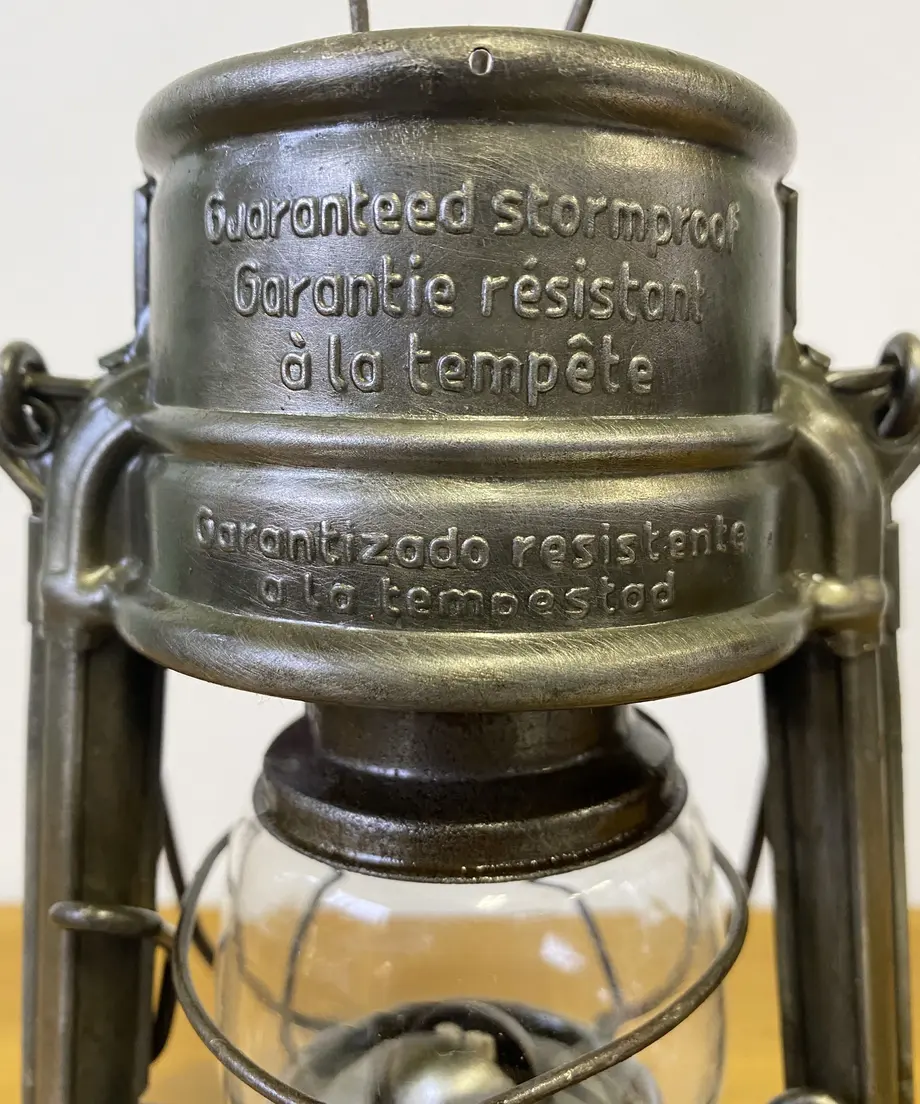 Guaranteed stormproof
Garantie résistant
à la tempête
Garantizado resistente
a la tempestad